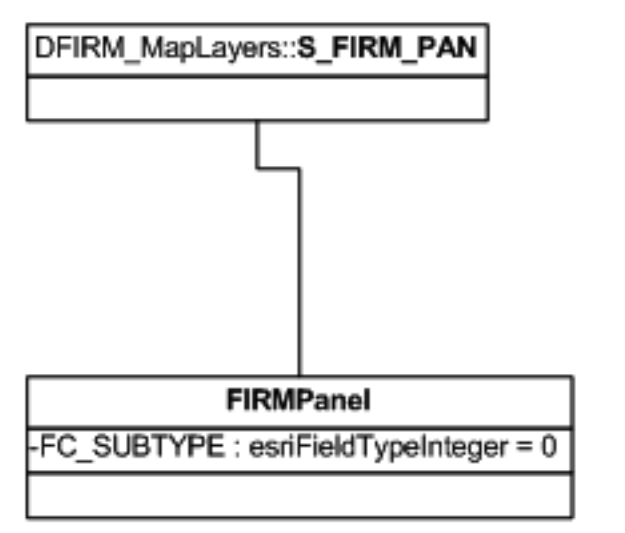 DFIRM_MapLayers::S_FIRM_PAN
FIRMPanel
-FC_SUBTYPE : esriFieldTypeInteger = 0